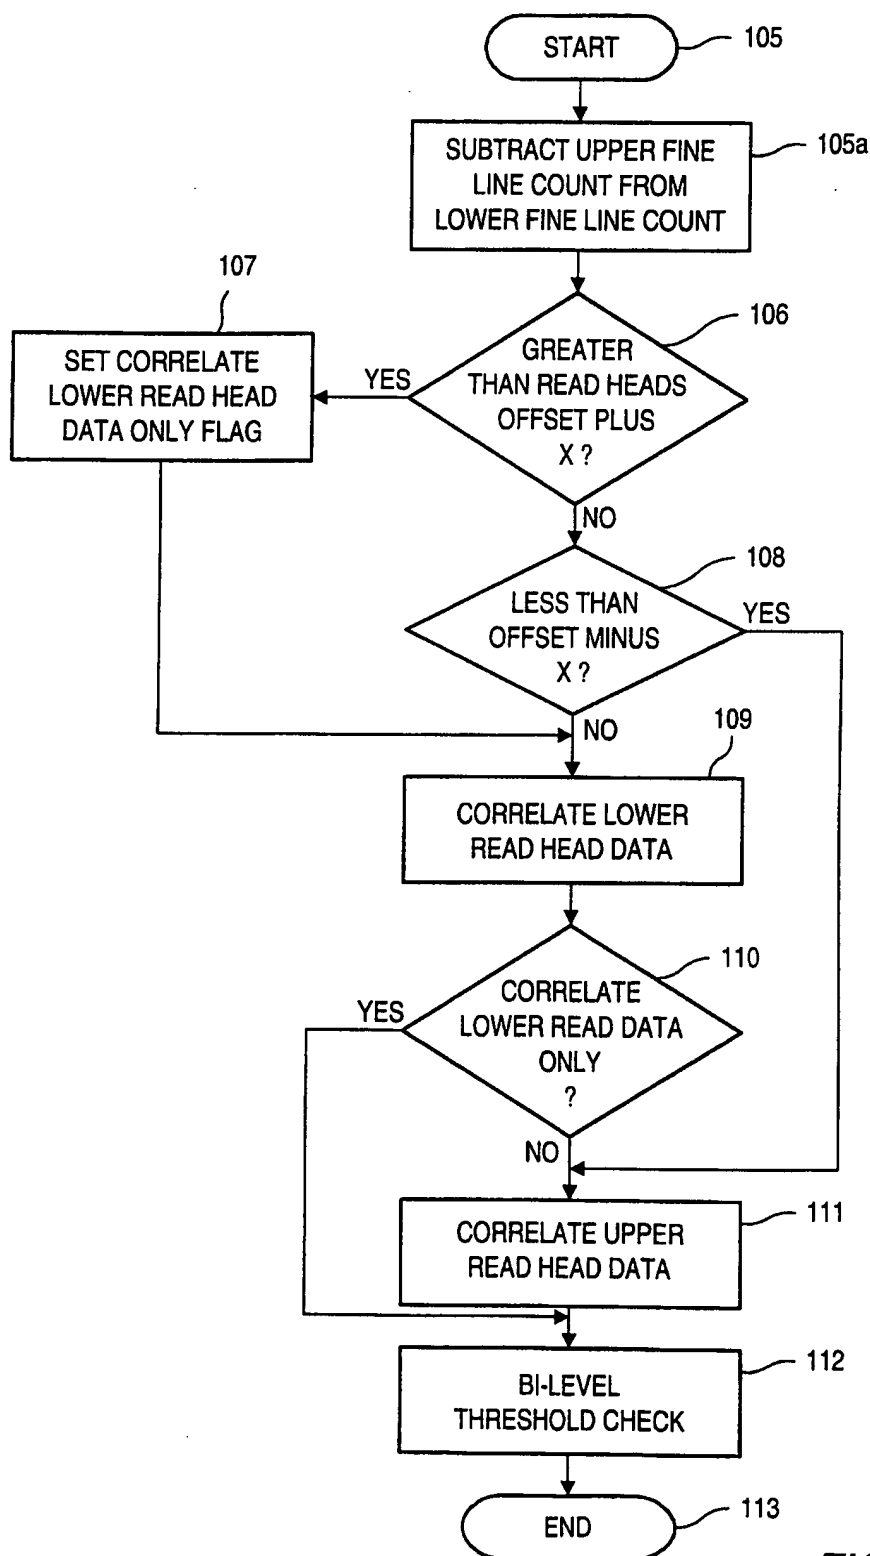 START
105
SUBTRACT UPPER FINE
LINE COUNT FROM
LOWER FINE LINE COUNT
105a
107
106
SET CORRELATE
LOWER READ HEAD
DATA ONLY FLAG
YES
GREATER
THAN READ HEADS
OFFSET PLUS
X ?
NO
108
LESS THAN
OFFSET MINUS
X ?
YES
NO
109
CORRELATE LOWER
READ HEAD DATA
110
YES
CORRELATE
LOWER READ DATA
ONLY
?
NO
111
CORRELATE UPPER
READ HEAD DATA
112
BI-LEVEL
THRESHOLD CHECK
113
END